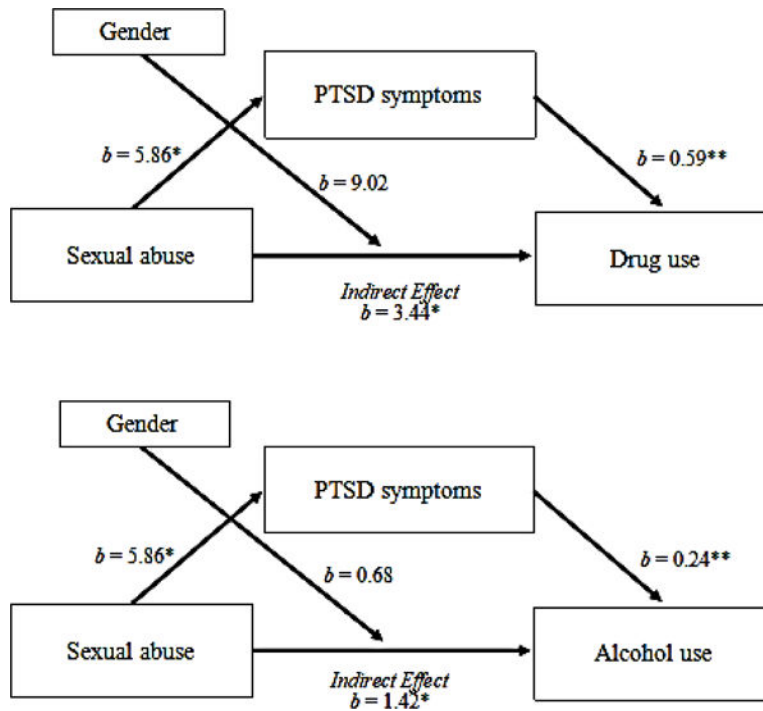 Gender
PTSD symptoms
b = 5.86*
b = 0.59**
b = 9.02
Sexual abuse
Drug use
Indirect Effect
b = 3.44*
Gender
PTSD symptoms
b = 5.86*
b = 0.24**
b = 0.68
Sexual abuse
Alcohol use
Indirect Effect
b = 1.42*